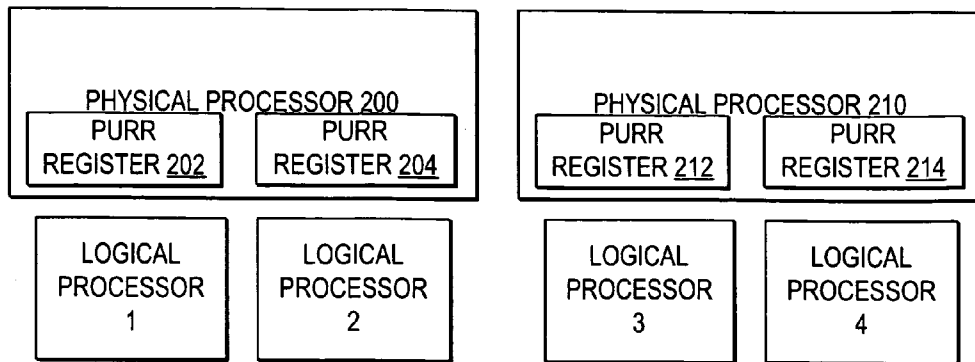 PHYSICAL PROCESSOR 200
PURR
REGISTER 202
PURR
REGISTER 204
LOGICAL
PROCESSOR
1
LOGICAL
PROCESSOR
2
PHYSICAL PROCESSOR 210
PURR
REGISTER 212
PURR
REGISTER 214
LOGICAL
PROCESSOR
3
LOGICAL
PROCESSOR
4